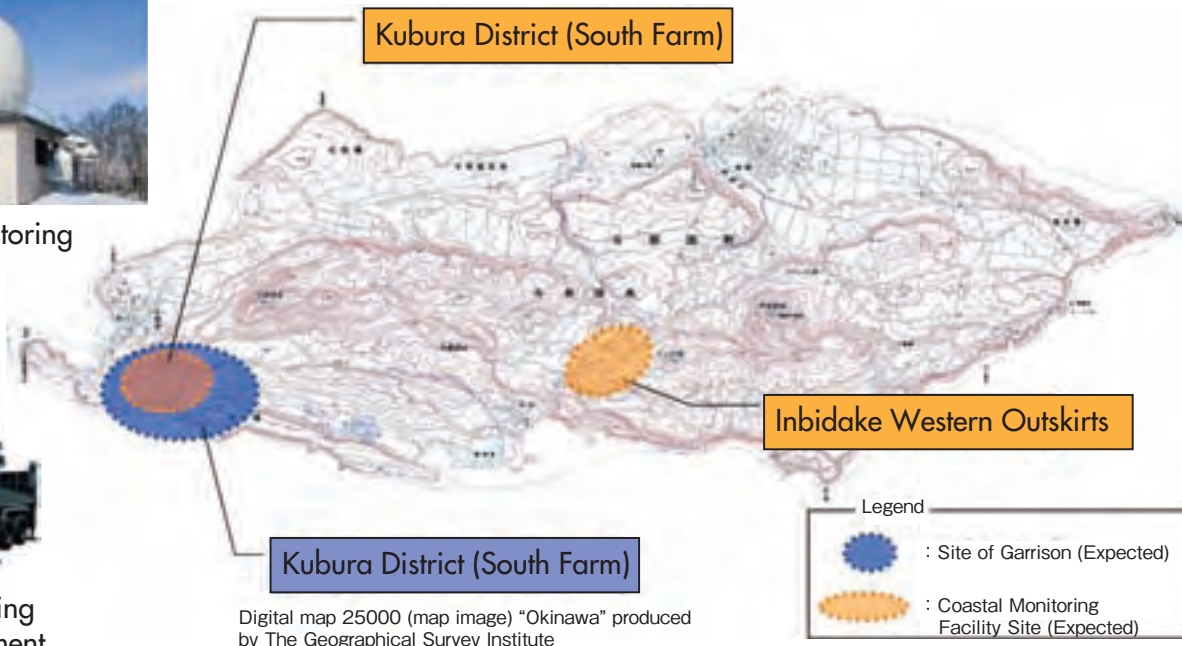 Kubura District (South Farm)
toring
Inbidake Western Outskirts
Legend
: Site of Garrison (Expected)
: Coastal Monitoring
Facility Site (Expected)
Kubura District (South Farm)
ing
ment
Digital map 25000 (map image) “Okinawa” produced
by The Geographical Survey Institute